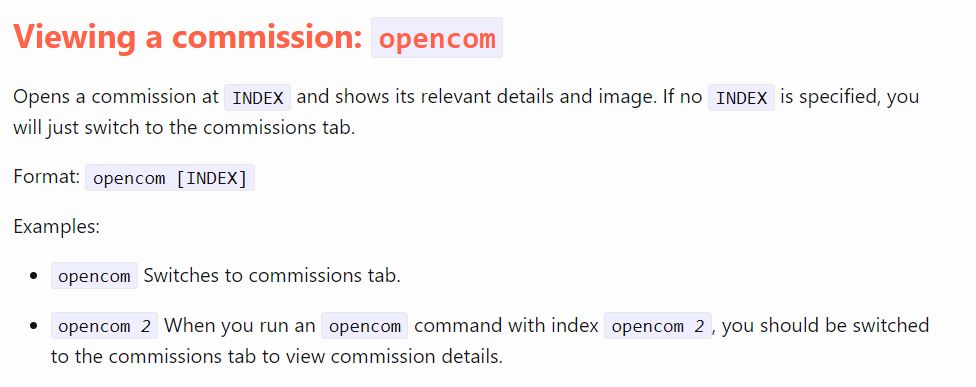 Viewing a commission: opencom
Opens a commission at INDEX and shows its relevant details and image. If no INDEX is specified, you
will just switch to the commissions tab.
Format: opencom [INDEX]
Examples:
• opencom Switches to commissions tab.
• opencom 2 When you run an opencom command with index opencom 2, you should be switched
to the commissions tab to view commission details.